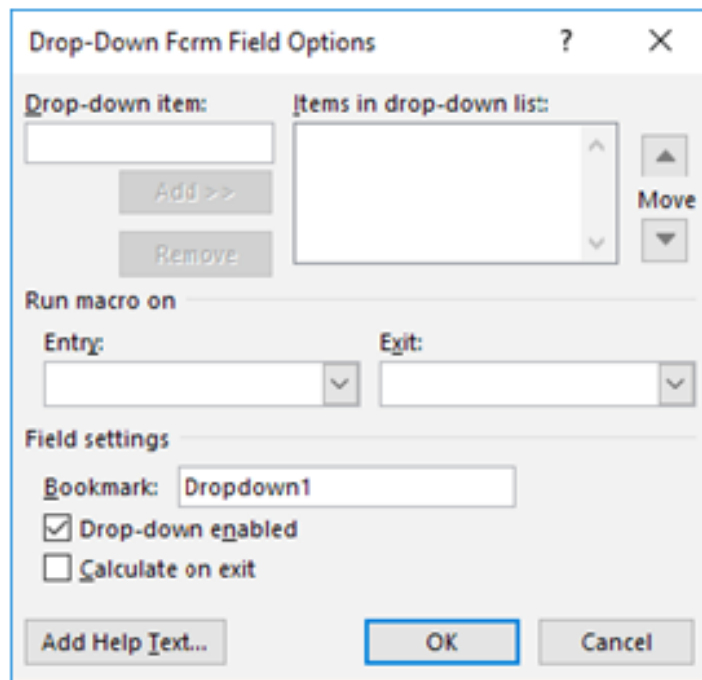 Drop-Down Form Field Options ?
Drop-down item:
Items in drop-down list:
Add >>
Remove
Move
Run macro on
Entry:
Exit:
Field settings
Bookmark: Dropdown1
Drop-down enabled
Calculate on exit
Add Help Text...
OK
Cancel